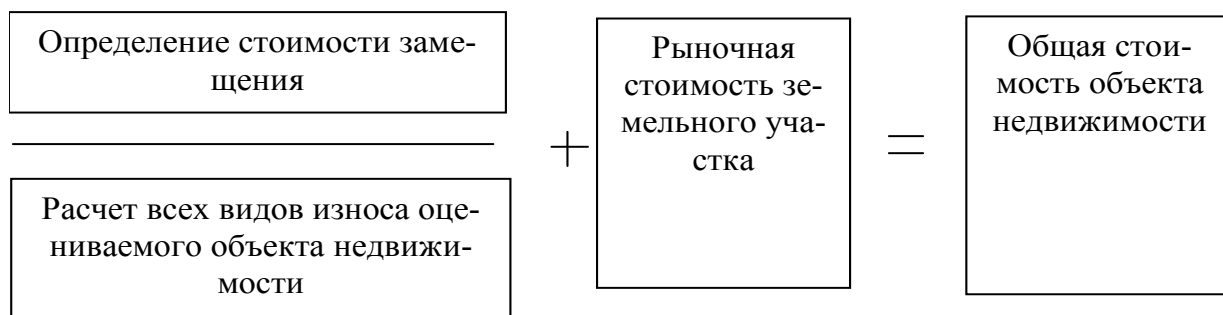 Определение стоимости заме-
щения
Расчет всех видов износа оце-
ниваемого объекта недвижи-
мости
+
Рыночная
стоимость зе-
мельного уча-
стка
=
Общая стои-
мость объекта
недвижимости